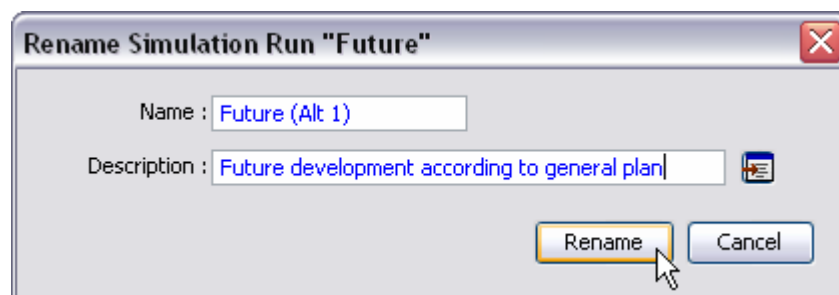 Rename Simulation Run "Future"
Name : Future (Alt 1)
Description : Future development according to general plan
Rename Cancel